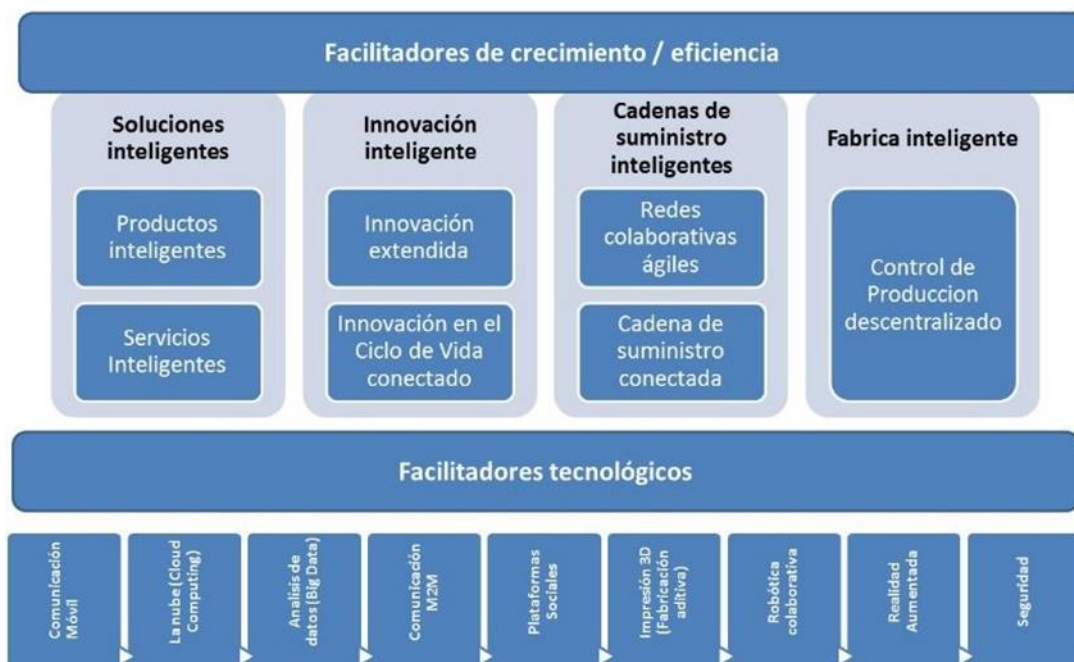 Facilitadores de crecimiento / eficiencia
Soluciones
inteligentes
Productos
inteligentes
Servicios
Inteligentes
Innovación
inteligente
Innovación
extendida
Innovación en el
Ciclo de Vida
conectado
Cadenas de
suministro
inteligentes
Redes
colaborativas
ágiles
Cadena de
suministro
conectada
Fabrica inteligente
Control de
Produccion
descentralizado
Facilitadores tecnológicos
Comunicación
Móvíl
La nube (Cloud
Computing)
Analisis de
datos (Big Data)
Comunicación
M2M
Plataformas
Sociales
Impresión 3D
(Fabricación
aditiva)
Robótica
colaborativa
Realidad
Aumentada
Seguridad